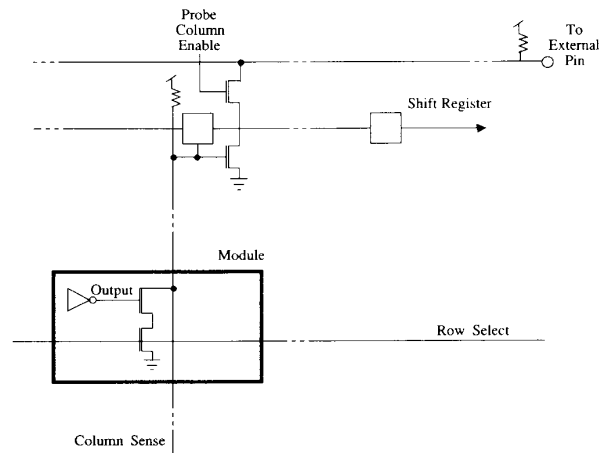 Probe
Column
Enable
To
External
Pin
Shift Register
Module
Output
Row Select
Column Sense